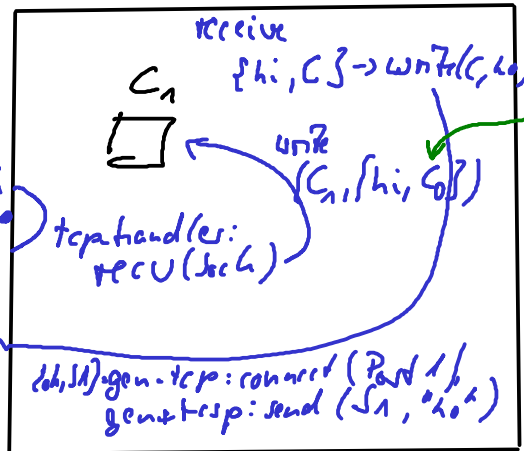 receive
{hi, C} -> write(C, ho,
C1
write
(C1, {hi, C0})
tcphandler:
recv(Sock)
{ok, S1} = gen_tcp: connect (Port 1),
gen_tcp: send (S1, "ho")